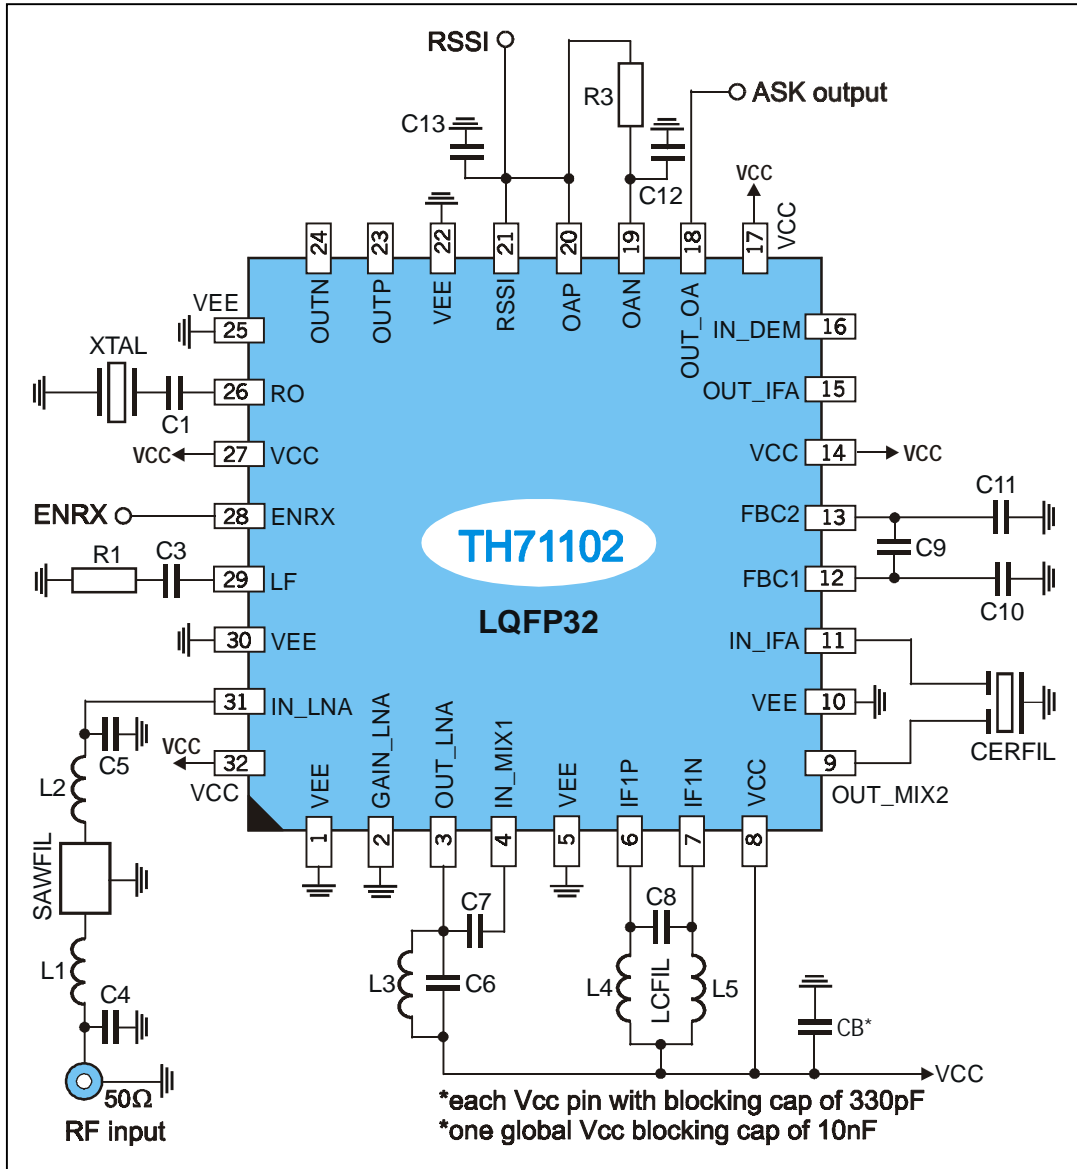 RSSI
R3
ASK output
C13
C12
VCC
VCC
24
23
22
21
20
19
18
17
OUTN
OUTP
VEE
RSSI
OAP
OAN
OUT_OA
VEE
25
XTAL
C1
26
RO
VCC
27
VCC
ENRX
28
ENRX
R1
C3
29
LF
30
VEE
31
IN_LNA
C5
VCC
32
VCC
L2
SAWFIL
L1
C4
50Ω
RF input
TH71102
LQFP32
IN_DEM
16
OUT_IFA
15
VCC
14
VCC
FBC2
13
C11
C9
FBC1
12
C10
IN_IFA
11
VEE
10
CERFIL
9
OUT_MIX2
VEE
GAIN_LNA
OUT_LNA
IN_MIX1
VEE
IF1P
IF1N
VCC
1
2
3
4
5
6
7
8
C7
C8
L3
C6
L4
LCFIL
L5
CB*
VCC
*each Vcc pin with blocking cap of 330pF
*one global Vcc blocking cap of 10nF